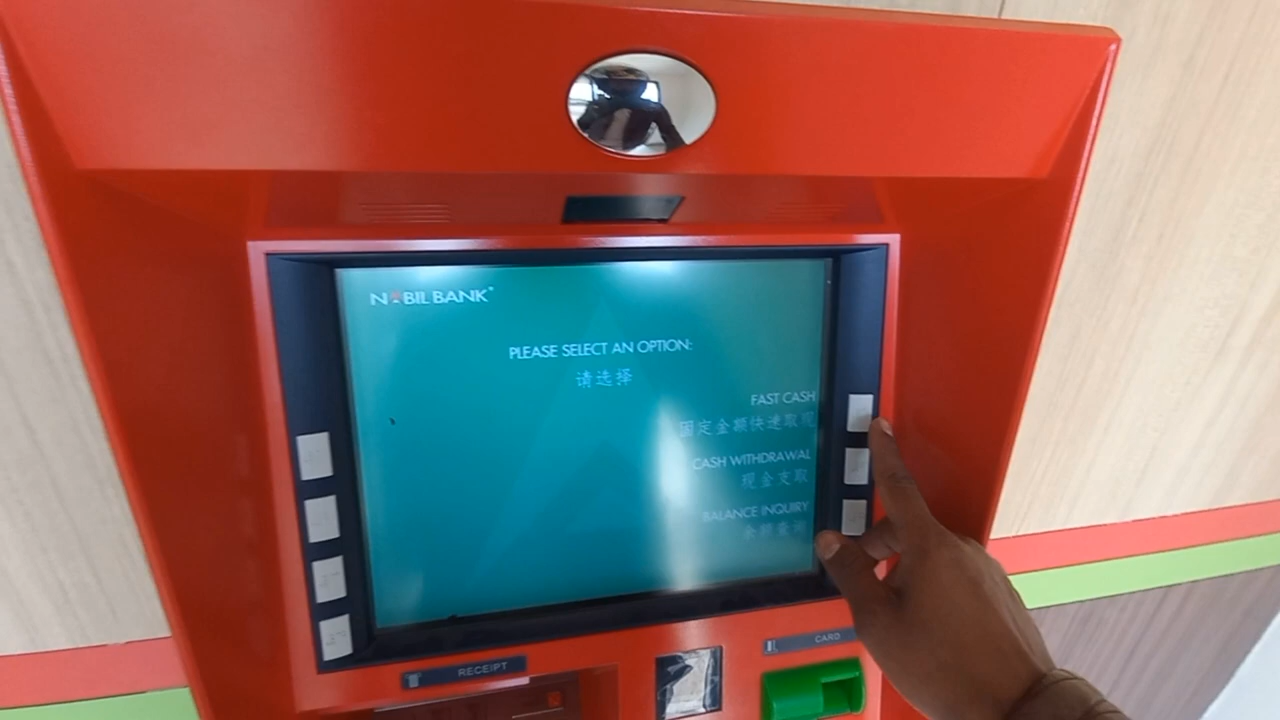 NOBIL BANK
PLEASE SELECT AN OPTION:
请选择
FAST CASH
固定金额快速取现
CASH WITHDRAWAL
现金支取
BALANCE INQUIRY
余额查询
RECEIPT
CARD